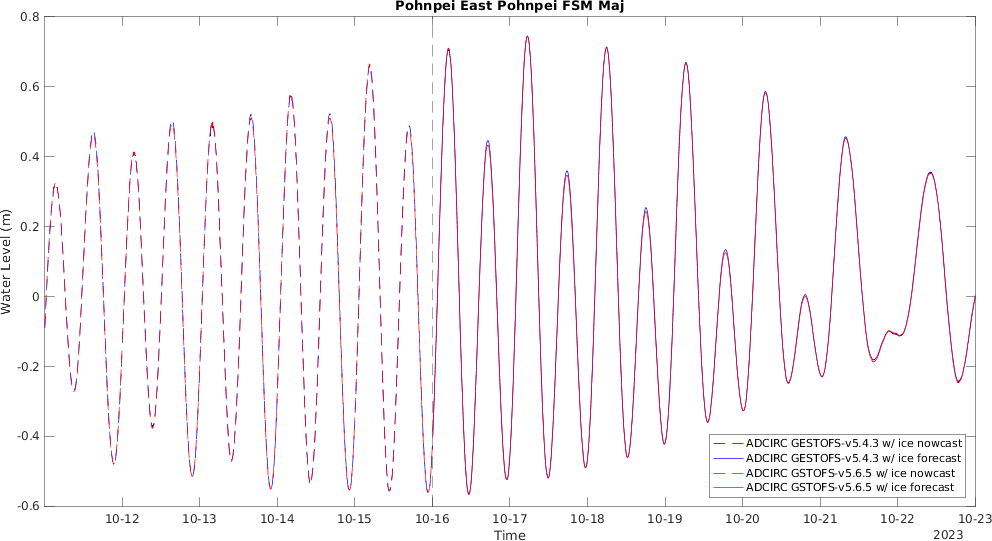 Pohnpei East Pohnpei FSM Maj
0.8
0.6
0.4
0.2
0
-0.2
-0.4
-0.6
Water Level (m)
ADCIRC GESTOFS-v5.4.3 w/ ice nowcast
ADCIRC GESTOFS-v5.4.3 w/ ice forecast
ADCIRC GSTOFS-v5.6.5 w/ ice nowcast
ADCIRC GSTOFS-v5.6.5 w/ ice forecast
10-12 10-13 10-14 10-15 10-16 10-17 10-18 10-19 10-20 10-21 10-22 10-23
Time
2023